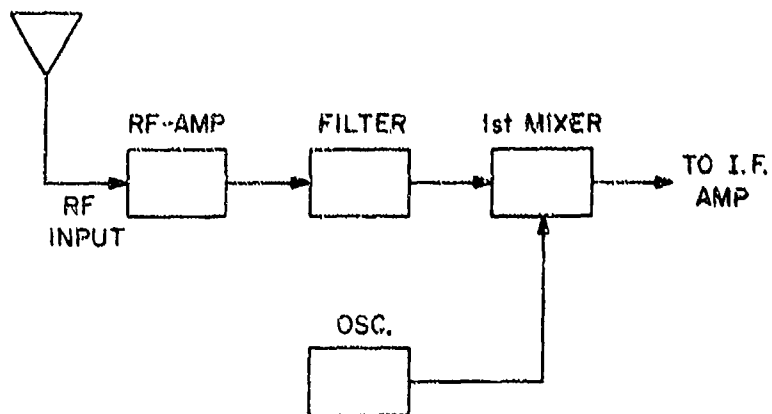 RF-AMP
FILTER
1st MIXER
TO I.F.
AMP
RF
INPUT
OSC.